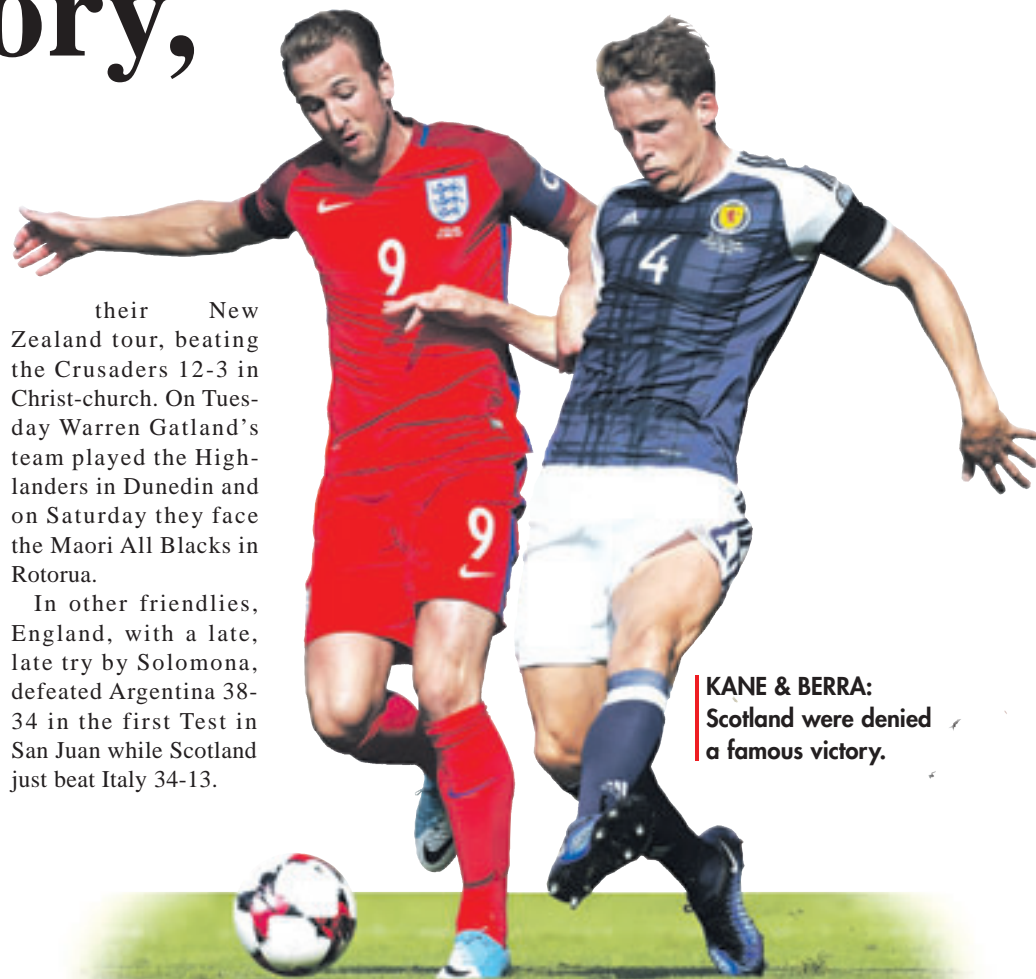 ory,
their New
Zealand tour, beating
the Crusaders 12-3 in
Christ-church. On Tues-
day Warren Gatland's
team played the High-
landers in Dunedin and
on Saturday they face
the Maori All Blacks in
Rotorua.
In other friendlies,
England, with a late,
late try by Solomona,
defeated Argentina 38-
34 in the first Test in
San Juan while Scotland
just beat Italy 34-13.
9
4
9
KANE & BERRA:
Scotland were denied
a famous victory.